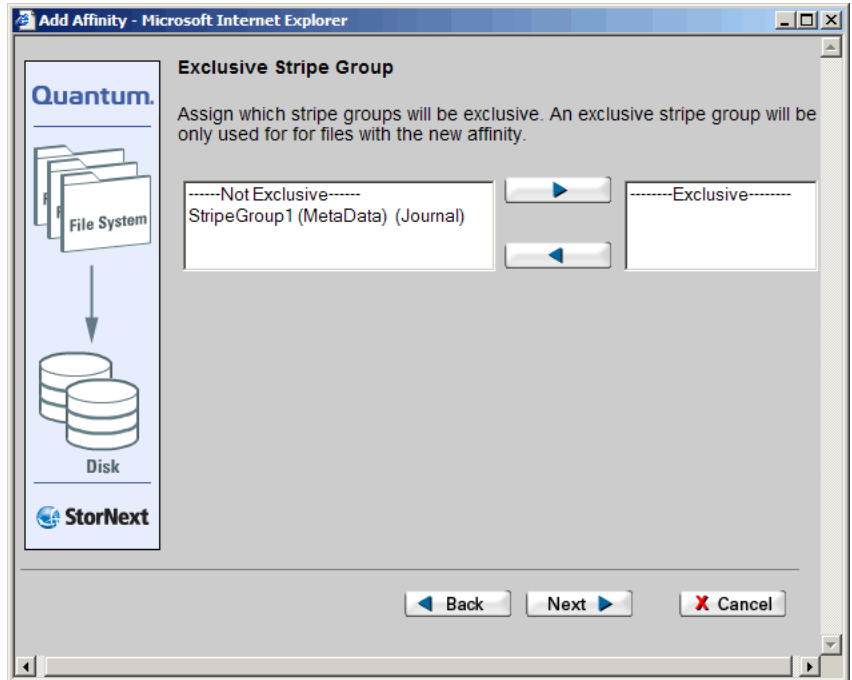 Add Affinity - Microsoft Internet Explorer
Quantum.
File System
Disk
StorNext
Exclusive Stripe Group
Assign which stripe groups will be exclusive. An exclusive stripe group will be
only used for for files with the new affinity.
------Not Exclusive------
StripeGroup1 (MetaData) (Journal)
--------Exclusive--------
Back
Next
X Cancel